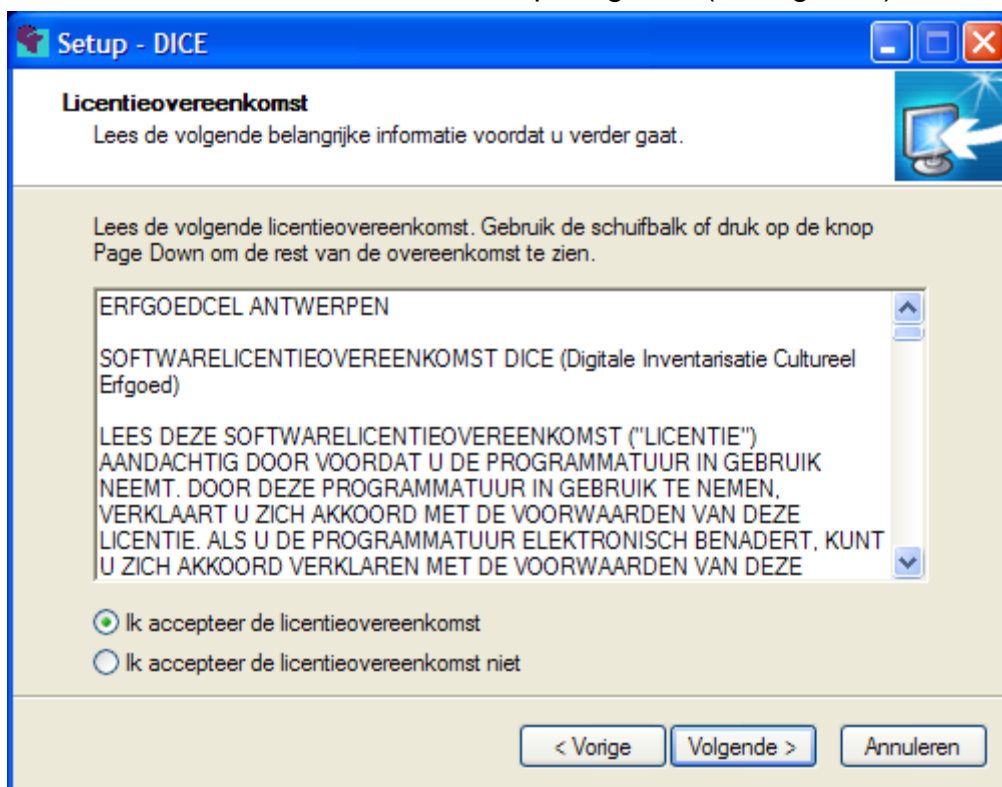 Setup - DICE
Licentieovereenkomst
Lees de volgende belangrijke informatie voordat u verder gaat.
Lees de volgende licentieovereenkomst. Gebruik de schuifbalk of druk op de knop
Page Down om de rest van de overeenkomst te zien.
ERFGOEDCEL ANTWERPEN
SOFTWARELICENTIEOVEREENKOMST DICE (Digitale Inventarisatie Cultureel
Erfgoed)
LEES DEZE SOFTWARELICENTIEOVEREENKOMST ("LICENTIE")
AANDACHTIG DOOR VOORDAT U DE PROGRAMMATUUR IN GEBRUIK
NEEMT. DOOR DEZE PROGRAMMATUUR IN GEBRUIK TE NEMEN,
VERKLAART U ZICH AKKOORD MET DE VOORWAARDEN VAN DEZE
LICENTIE. ALS U DE PROGRAMMATUUR ELEKTRONISCH BENADERT, KUNT
U ZICH AKKOORD VERKLAREN MET DE VOORWAARDEN VAN DEZE
Ik accepteer de licentieovereenkomst
Ik accepteer de licentieovereenkomst niet
< Vorige
Volgende >
Annuleren